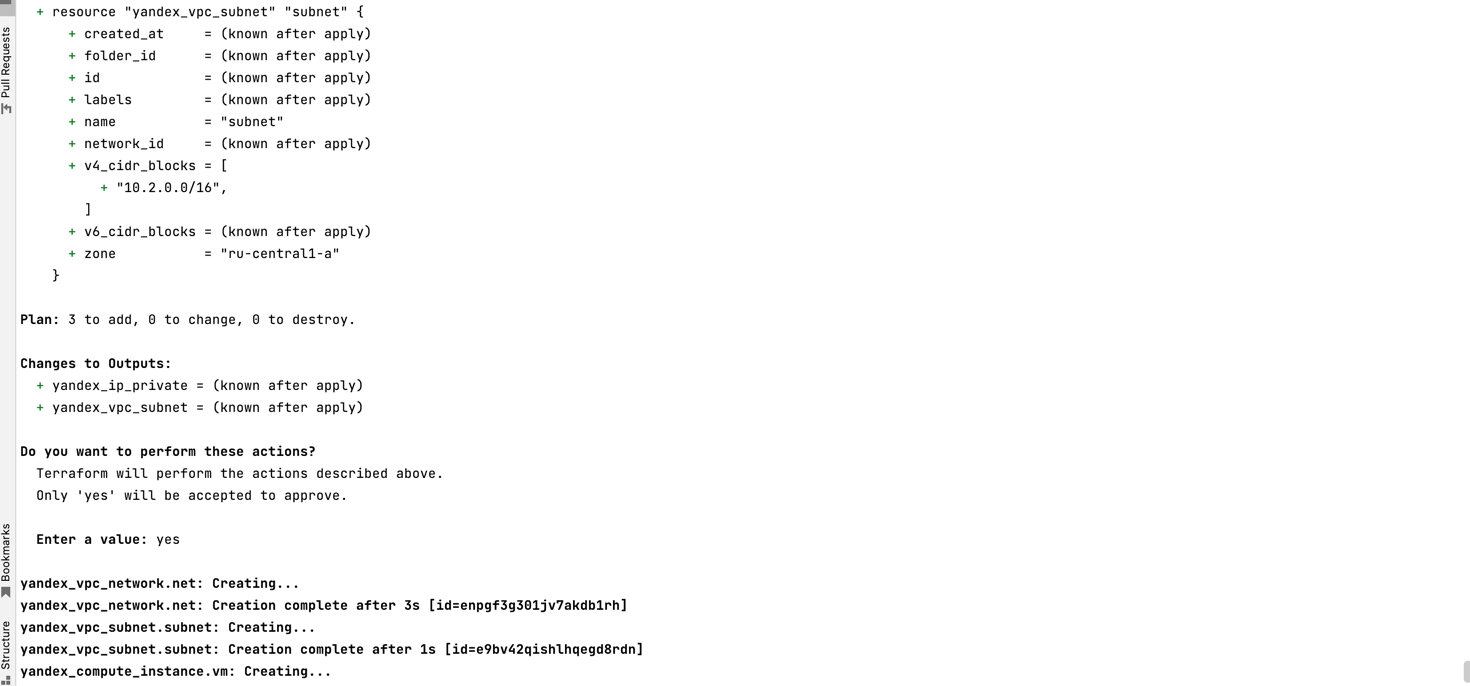 + resource "yandex_vpc_subnet" "subnet" {
+ created_at     = (known after apply)
+ folder_id      = (known after apply)
+ id             = (known after apply)
+ labels         = (known after apply)
+ name           = "subnet"
+ network_id     = (known after apply)
+ v4_cidr_blocks = [
+ "10.2.0.0/16",
]
+ v6_cidr_blocks = (known after apply)
+ zone           = "ru-central1-a"
}
Plan: 3 to add, 0 to change, 0 to destroy.
Changes to Outputs:
+ yandex_ip_private = (known after apply)
+ yandex_vpc_subnet = (known after apply)
Do you want to perform these actions?
Terraform will perform the actions described above.
Only 'yes' will be accepted to approve.
Enter a value: yes
yandex_vpc_network.net: Creating...
yandex_vpc_network.net: Creation complete after 3s [id=enpgf3g301jv7akdb1rh]
yandex_vpc_subnet.subnet: Creating...
yandex_vpc_subnet.subnet: Creation complete after 1s [id=e9bv42qishlhqegd8rdn]
yandex_compute_instance.vm: Creating...
Pull Requests
Bookmarks
Structure